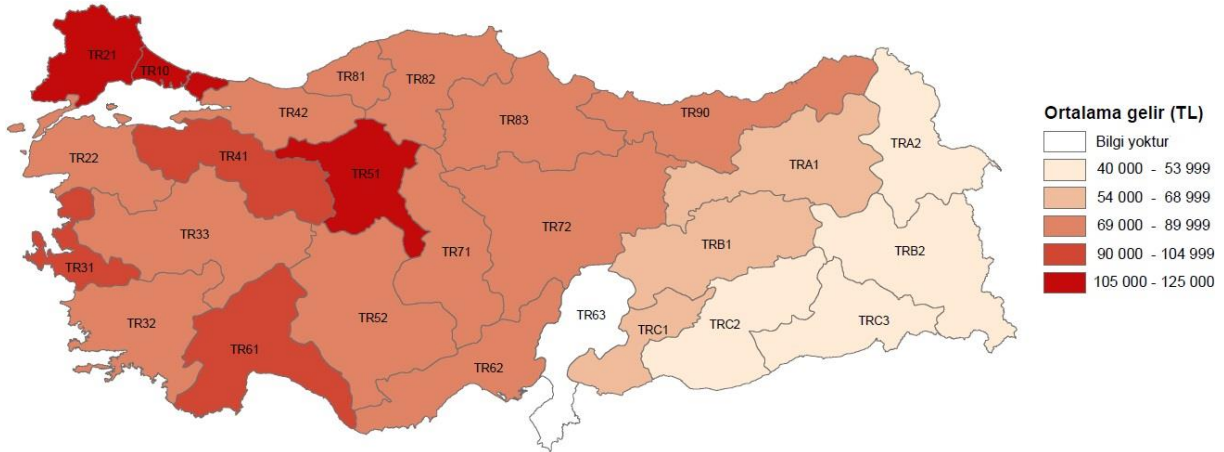 TR21
TR10
TR81
TR82
TR42
TR83
TR90
TR22
TR41
TR51
TRA1
TRA2
TR33
TR71
TR72
TRB1
TRB2
TR31
TR32
TR52
TR63
TRC1
TRC2
TRC3
TR61
TR62
Ortalama gelir (TL)
Bilgi yoktur
40 000 - 53 999
54 000 - 68 999
69 000 - 89 999
90 000 - 104 999
105 000 - 125 000